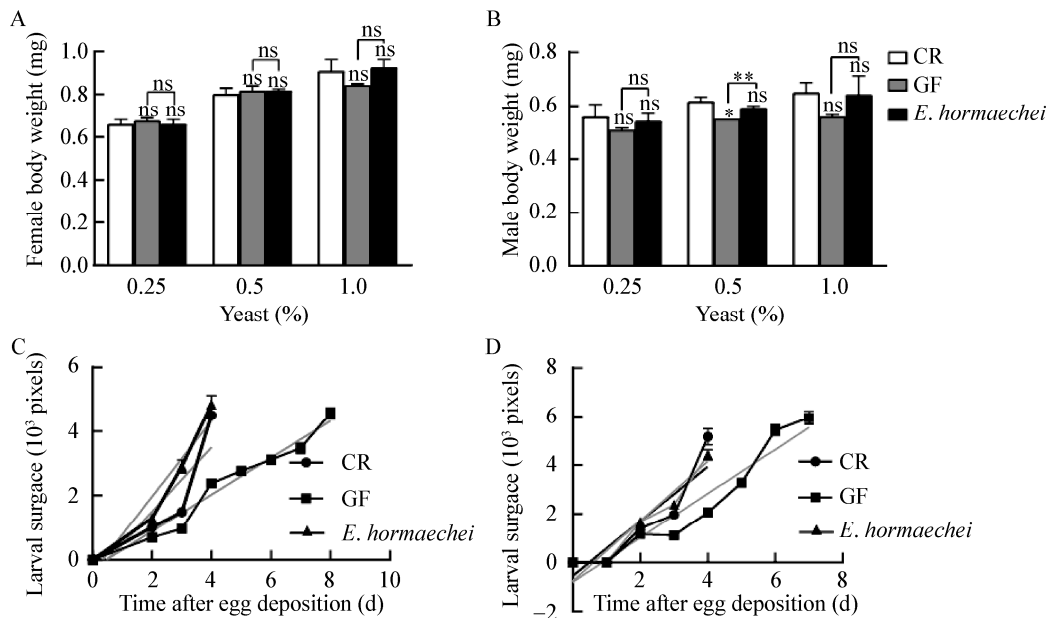 A
Female body weight (mg)
1.0
0.8
0.6
0.4
0.2
0.0
ns
ns ns
ns
ns ns
ns
ns ns
0.25 0.5 1.0
Yeast (%)
B
Male body weight (mg)
0.8
0.6
0.4
0.2
0.0
ns
ns ns
**
* ns
ns
ns ns
0.25 0.5 1.0
Yeast (%)
CR
GF
E. hormaechei
C
Larval surgace (10³ pixels)
6
4
2
0
0 2 4 6 8 10
Time after egg deposition (d)
CR
GF
E. hormaechei
D
Larval surgace (10³ pixels)
8
6
4
2
0
−2
2 4 6 8
Time after egg deposition (d)
CR
GF
E. hormaechei